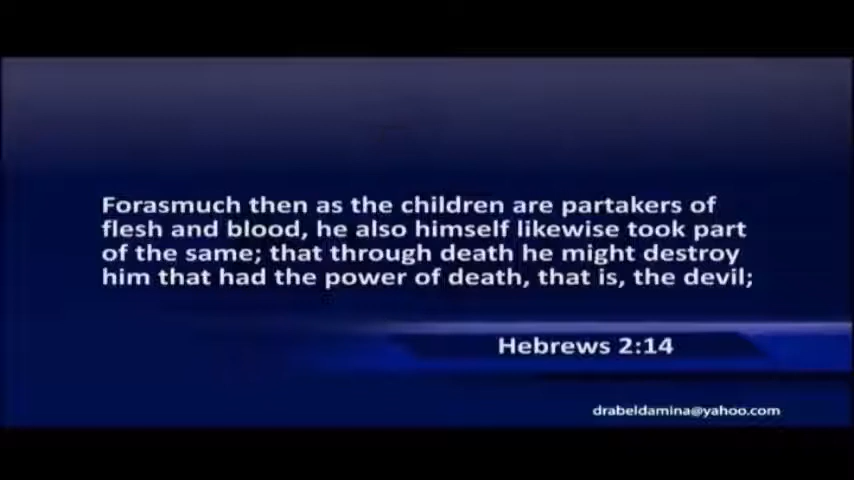 Forasmuch then as the children are partakers of
flesh and blood, he also himself likewise took part
of the same; that through death he might destroy
him that had the power of death, that is, the devil;
Hebrews 2:14
drabeldamina@yahoo.com